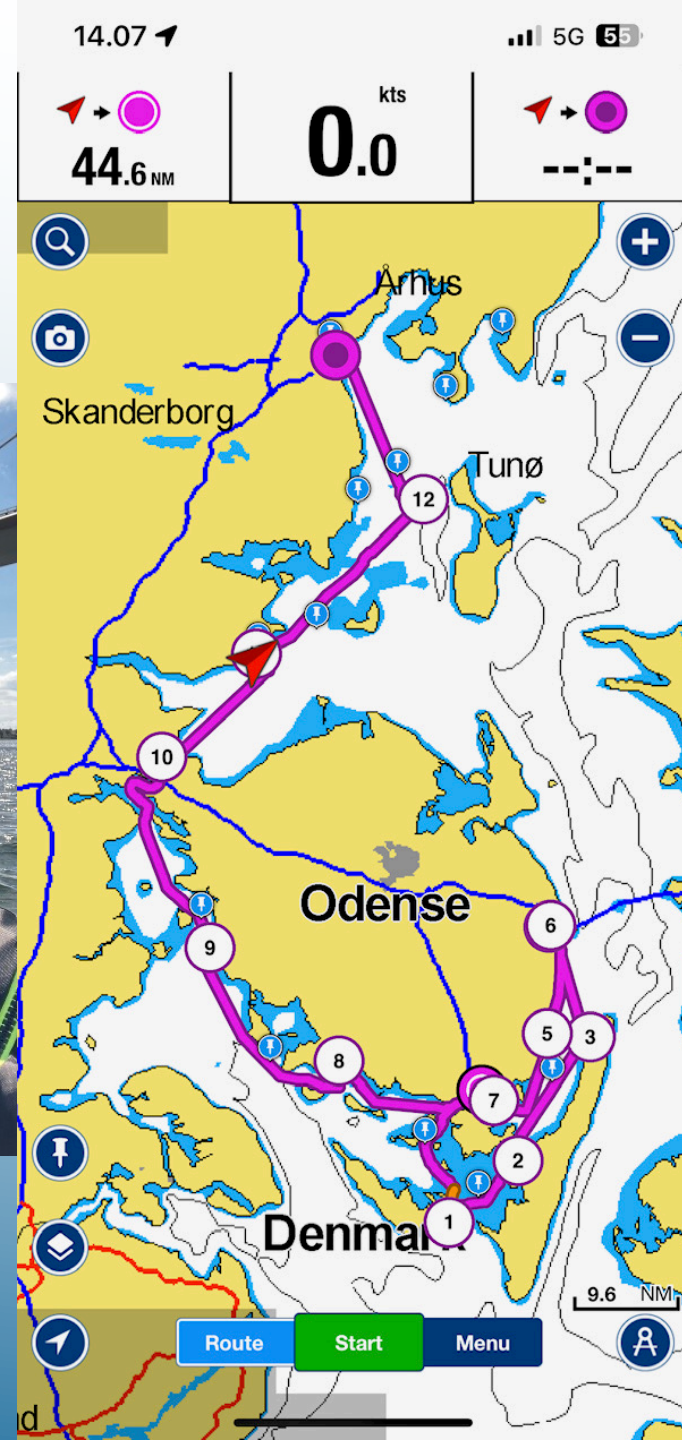 14.07
5G 55
kts
44.6 NM
0.0
--:--
Århus
Skanderborg
Tunø
12
10
Odense
6
9
5
3
8
7
2
1
Denmark
9.6 NM
Route
Start
Menu